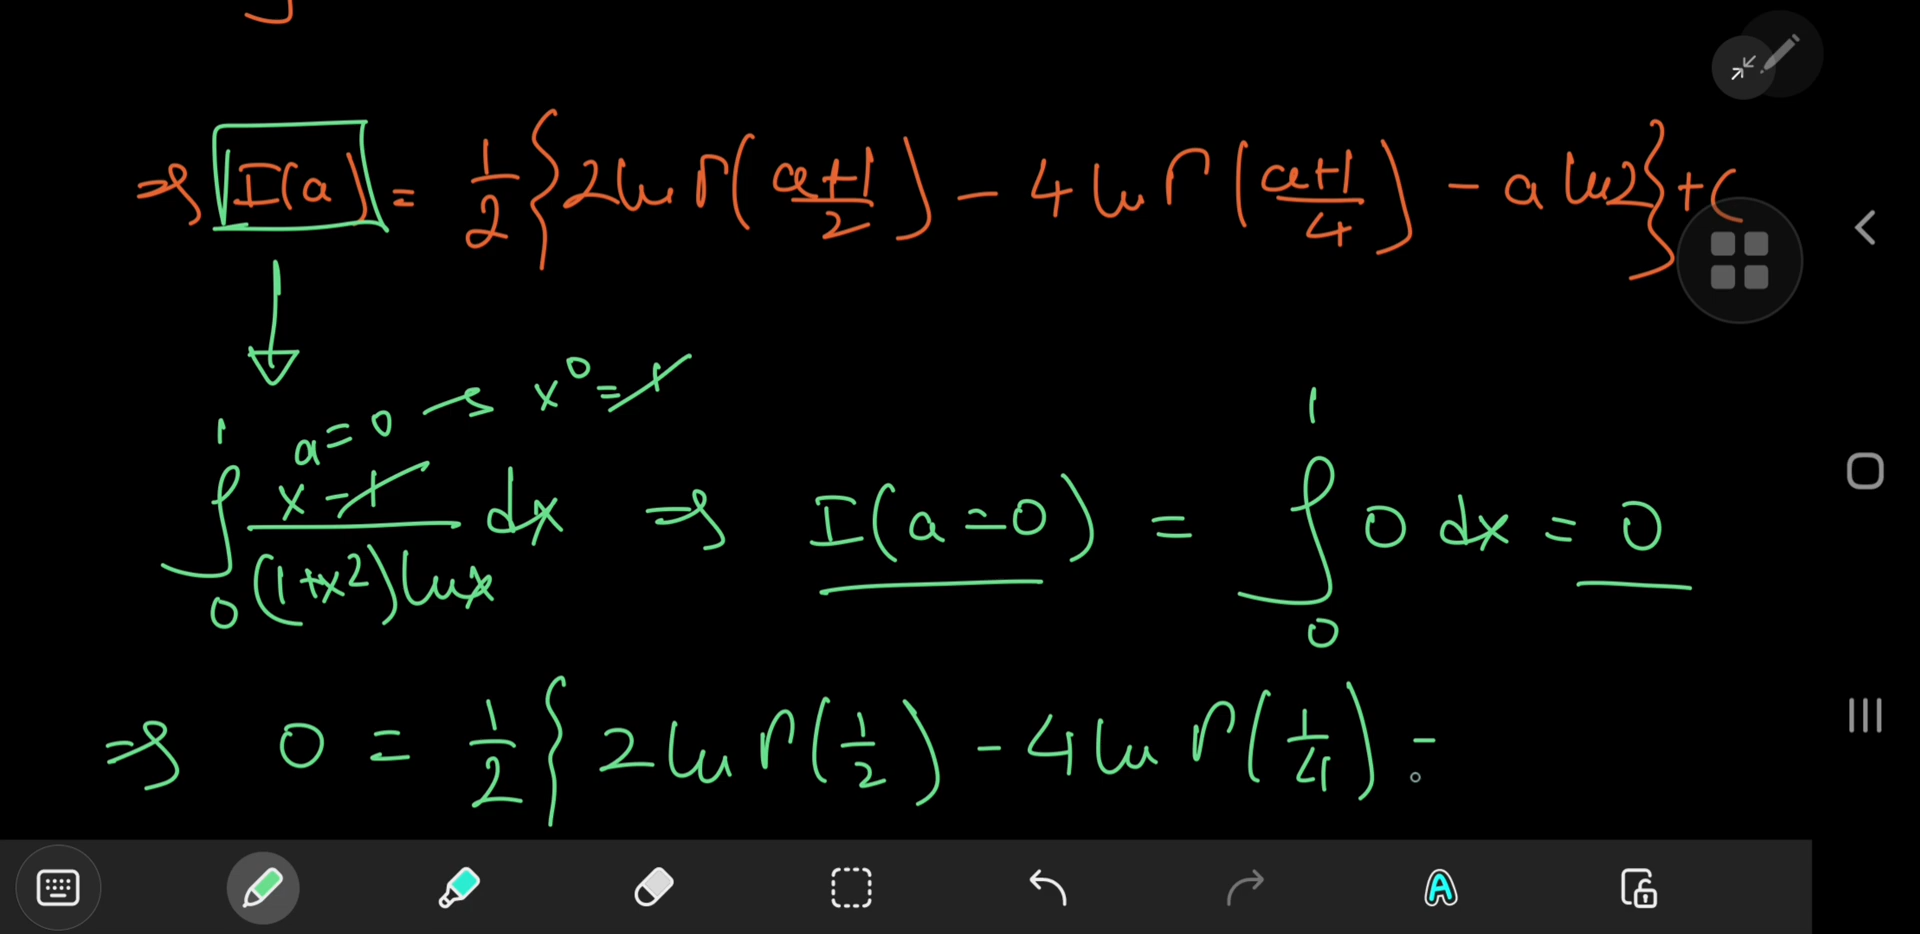 ⇒ I(a) = 1/2 { 2 ln Γ((a+1)/2) − 4 ln Γ((a+1)/4) − a ln2 } + C
a = 0 → x⁰ = 1
∫₀¹ (x − 1)/((1+x²) ln x) dx ⇒ I(a=0) = ∫₀¹ 0 dx = 0
⇒ 0 = 1/2 { 2 ln Γ(1/2) − 4 ln Γ(1/4) −
A